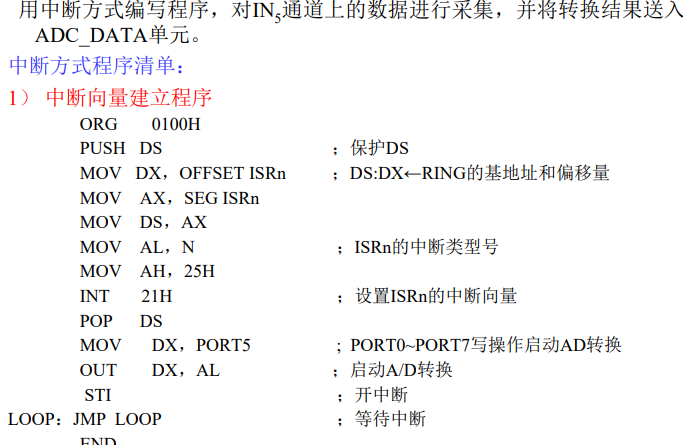 用中断方式编写程序，对IN5通道上的数据进行采集，并将转换结果送入
ADC_DATA单元。
中断方式程序清单：
1） 中断向量建立程序
ORG 0100H
PUSH DS ；保护DS
MOV DX，OFFSET ISRn ；DS:DX←RING的基地址和偏移量
MOV AX，SEG ISRn
MOV DS，AX
MOV AL，N ；ISRn的中断类型号
MOV AH，25H
INT 21H ；设置ISRn的中断向量
POP DS
MOV DX，PORT5 ；PORT0~PORT7写操作启动AD转换
OUT DX，AL ；启动A/D转换
STI ；开中断
LOOP：JMP LOOP ；等待中断
END